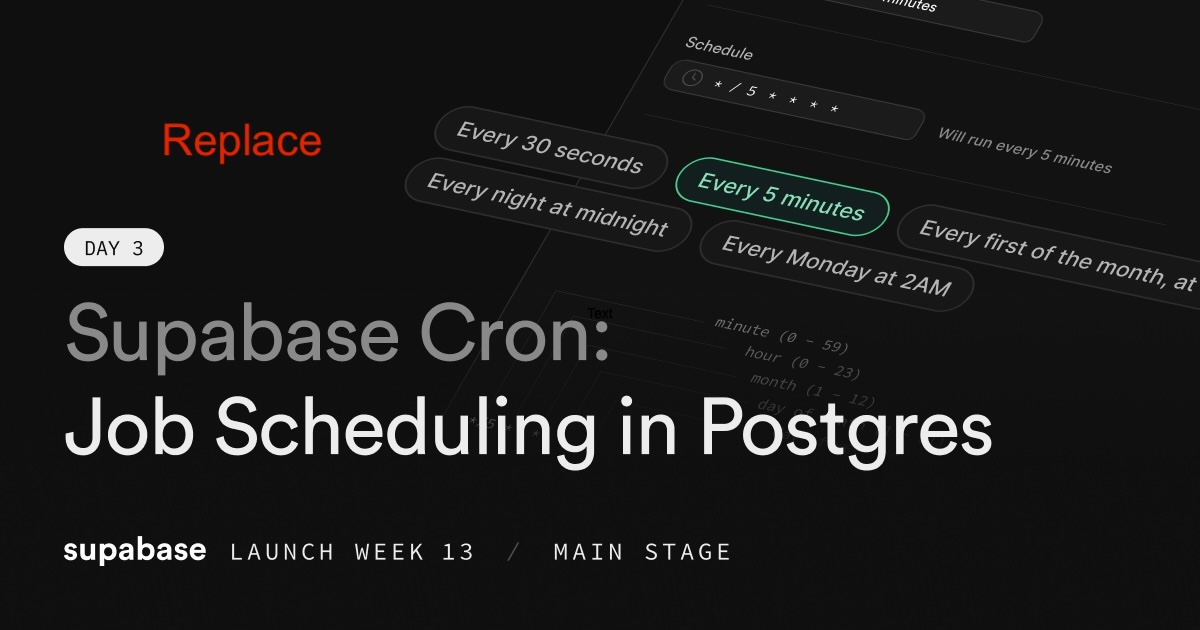 minutes
Schedule
* / 5 * * * *
Will run every 5 minutes
Replace
Every 30 seconds
Every 5 minutes
Every first of the month, at
Every night at midnight
Every Monday at 2AM
DAY 3
Supabase Cron:
Text
minute (0 - 59)
hour (0 - 23)
month (1 - 12)
day of
Job Scheduling in Postgres
supabase LAUNCH WEEK 13 / MAIN STAGE